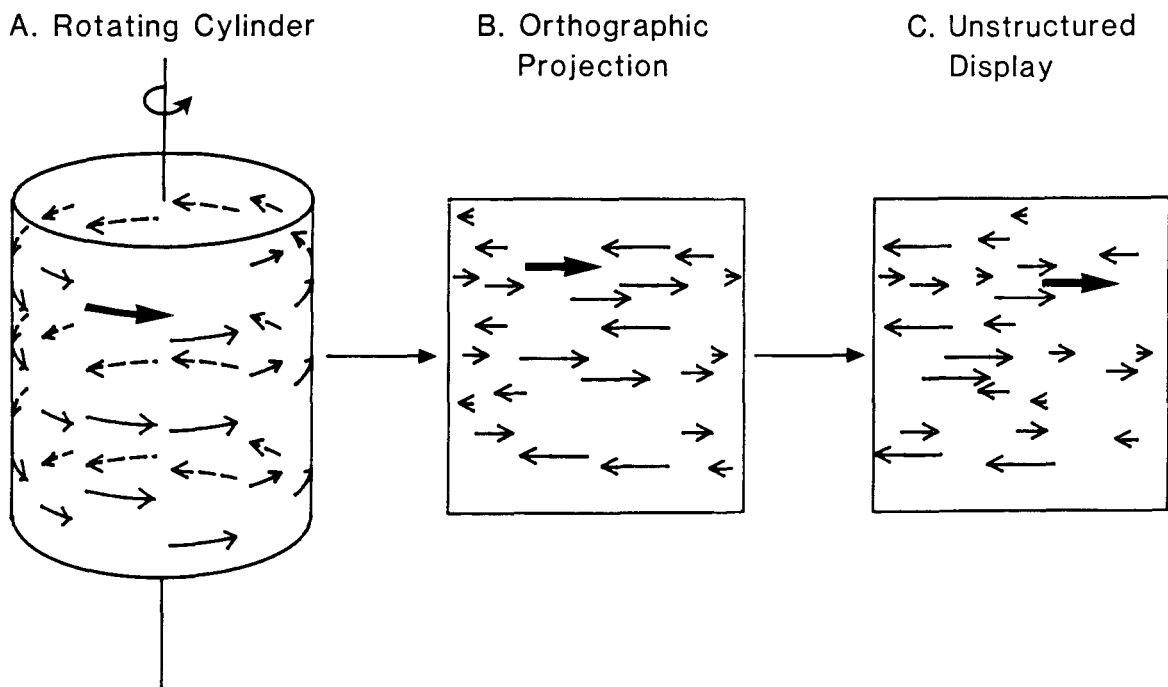 A. Rotating Cylinder
B. Orthographic
Projection
C. Unstructured
Display